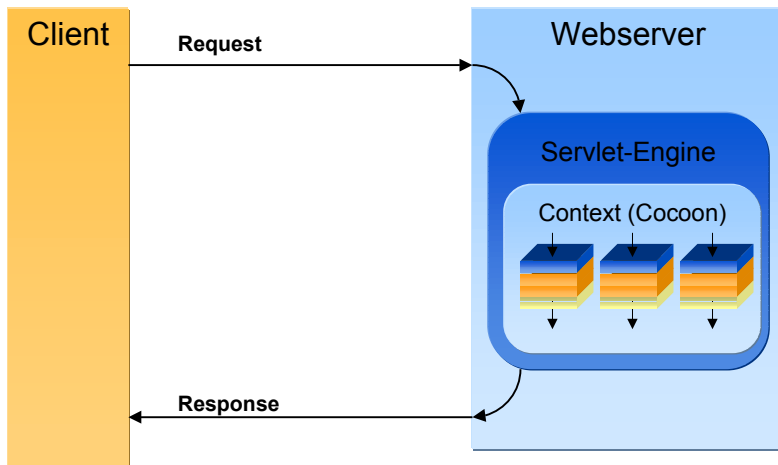 Client
Request
Webserver
Servlet-Engine
Context (Cocoon)
Response